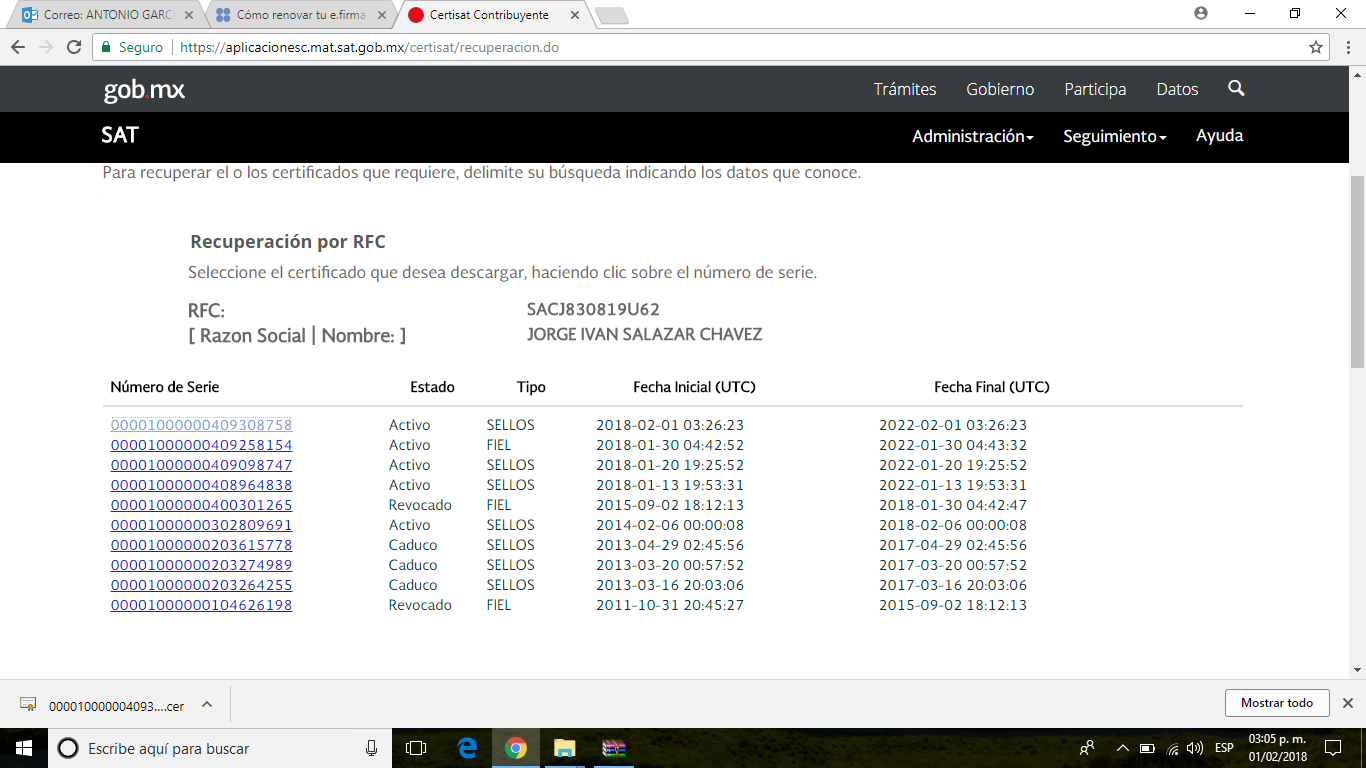 Correo: ANTONIO GARCI
Cómo renovar tu e.firma
Certisat Contribuyente
Seguro https://aplicacionesc.mat.sat.gob.mx/certisat/recuperacion.do
gob.mx Trámites Gobierno Participa Datos
SAT Administración Seguimiento Ayuda
Para recuperar el o los certificados que requiere, delimite su búsqueda indicando los datos que conoce.
Recuperación por RFC
Seleccione el certificado que desea descargar, haciendo clic sobre el número de serie.
RFC: SACJ830819U62
[ Razon Social | Nombre: ] JORGE IVAN SALAZAR CHAVEZ
Número de Serie Estado Tipo Fecha Inicial (UTC) Fecha Final (UTC)
00001000000409308758 Activo SELLOS 2018-02-01 03:26:23 2022-02-01 03:26:23
00001000000409258154 Activo FIEL 2018-01-30 04:42:52 2022-01-30 04:43:32
00001000000409098747 Activo SELLOS 2018-01-20 19:25:52 2022-01-20 19:25:52
00001000000408964838 Activo SELLOS 2018-01-13 19:53:31 2022-01-13 19:53:31
00001000000400301265 Revocado FIEL 2015-09-02 18:12:13 2018-01-30 04:42:47
00001000000302809691 Activo SELLOS 2014-02-06 00:00:08 2018-02-06 00:00:08
00001000000203615778 Caduco SELLOS 2013-04-29 02:45:56 2017-04-29 02:45:56
00001000000203274989 Caduco SELLOS 2013-03-20 00:57:52 2017-03-20 00:57:52
00001000000203264255 Caduco SELLOS 2013-03-16 20:03:06 2017-03-16 20:03:06
00001000000104626198 Revocado FIEL 2011-10-31 20:45:27 2015-09-02 18:12:13
000010000004093....cer Mostrar todo
Escribe aquí para buscar
ESP
03:05 p. m.
01/02/2018